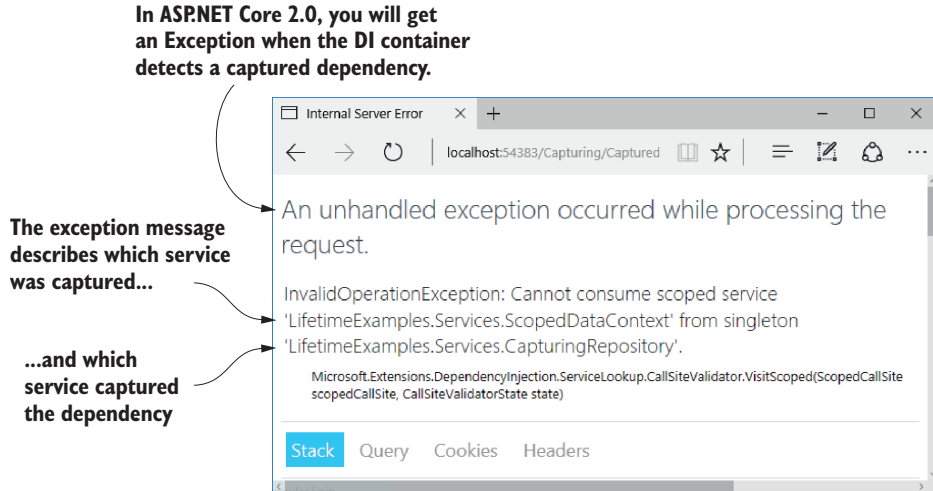 In ASP.NET Core 2.0, you will get
an Exception when the DI container
detects a captured dependency.
Internal Server Error
localhost:54383/Capturing/Captured
An unhandled exception occurred while processing the
request.
The exception message
describes which service
was captured...
InvalidOperationException: Cannot consume scoped service
'LifetimeExamples.Services.ScopedDataContext' from singleton
'LifetimeExamples.Services.CapturingRepository'.
...and which
service captured
the dependency
Microsoft.Extensions.DependencyInjection.ServiceLookup.CallSiteValidator.VisitScoped(ScopedCallSite
scopedCallSite, CallSiteValidatorState state)
Stack Query Cookies Headers